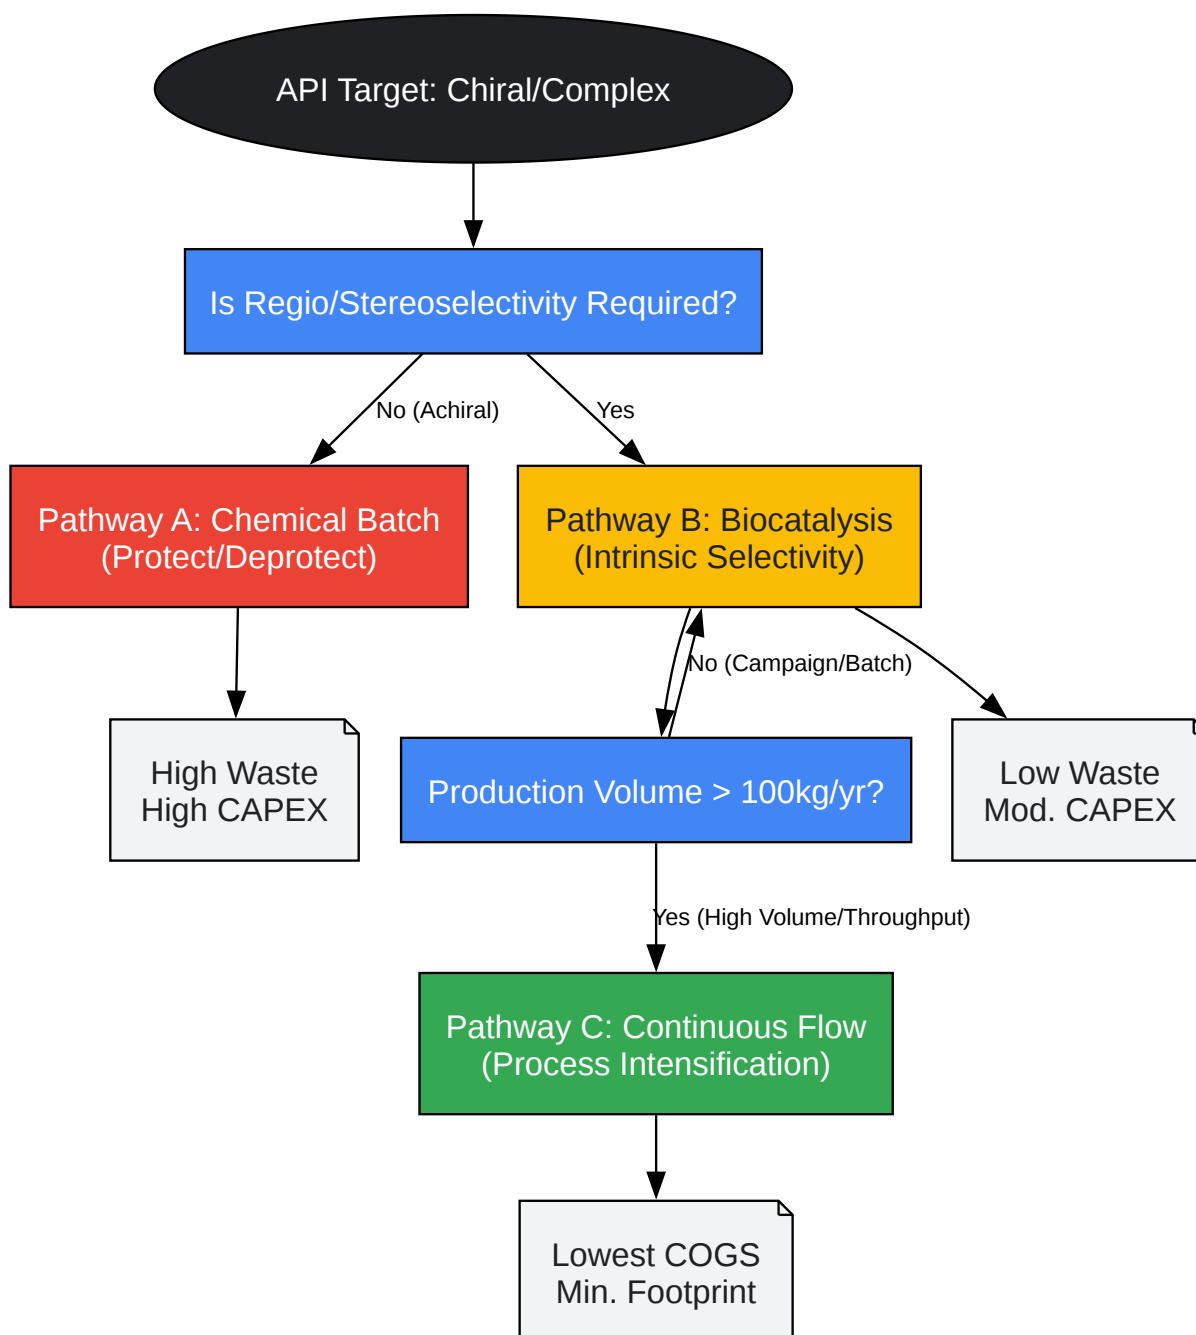 API Target: Chiral/Complex
Is Regio/Stereoselectivity Required?
No (Achiral)
Yes
Pathway A: Chemical Batch
(Protect/Deprotect)
Pathway B: Biocatalysis
(Intrinsic Selectivity)
No (Campaign/Batch)
High Waste
High CAPEX
Production Volume > 100kg/yr?
Low Waste
Mod. CAPEX
Yes (High Volume/Throughput)
Pathway C: Continuous Flow
(Process Intensification)
Lowest COGS
Min. Footprint